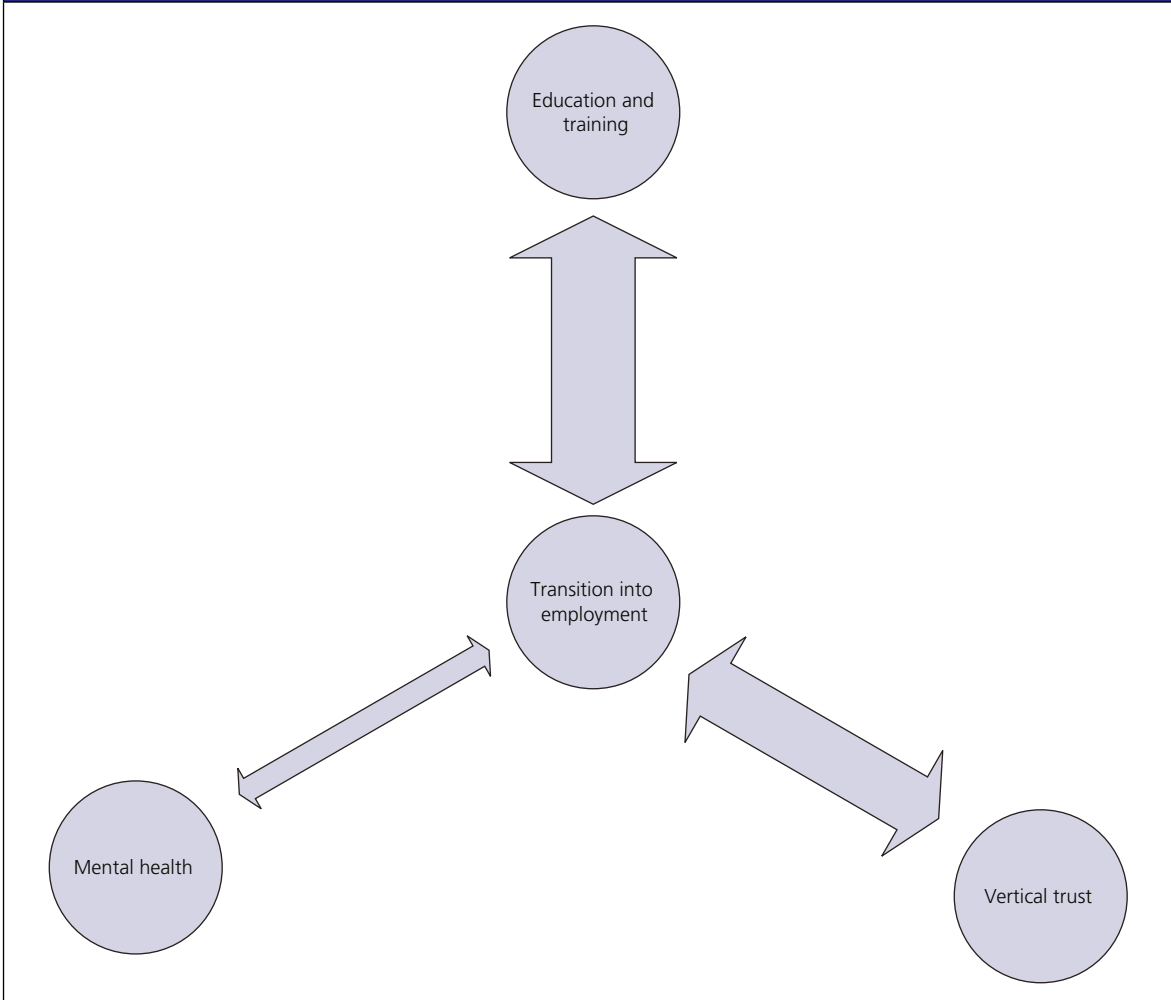 Education and
training
Transition into
employment
Mental health
Vertical trust